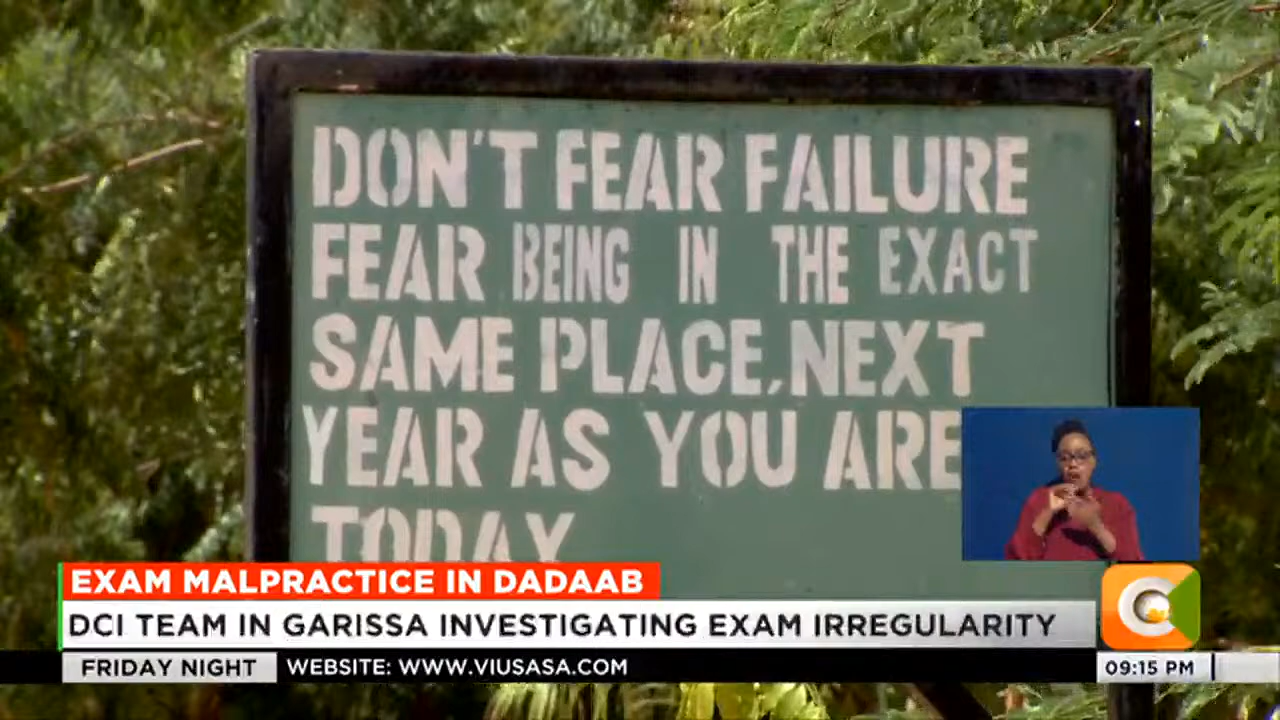 DON'T FEAR FAILURE
FEAR BEING IN THE EXACT
SAME PLACE, NEXT
YEAR AS YOU ARE
TODAY
EXAM MALPRACTICE IN DADAAB
DCI TEAM IN GARISSA INVESTIGATING EXAM IRREGULARITY
FRIDAY NIGHT WEBSITE: WWW.VIUSASA.COM 09:15 PM